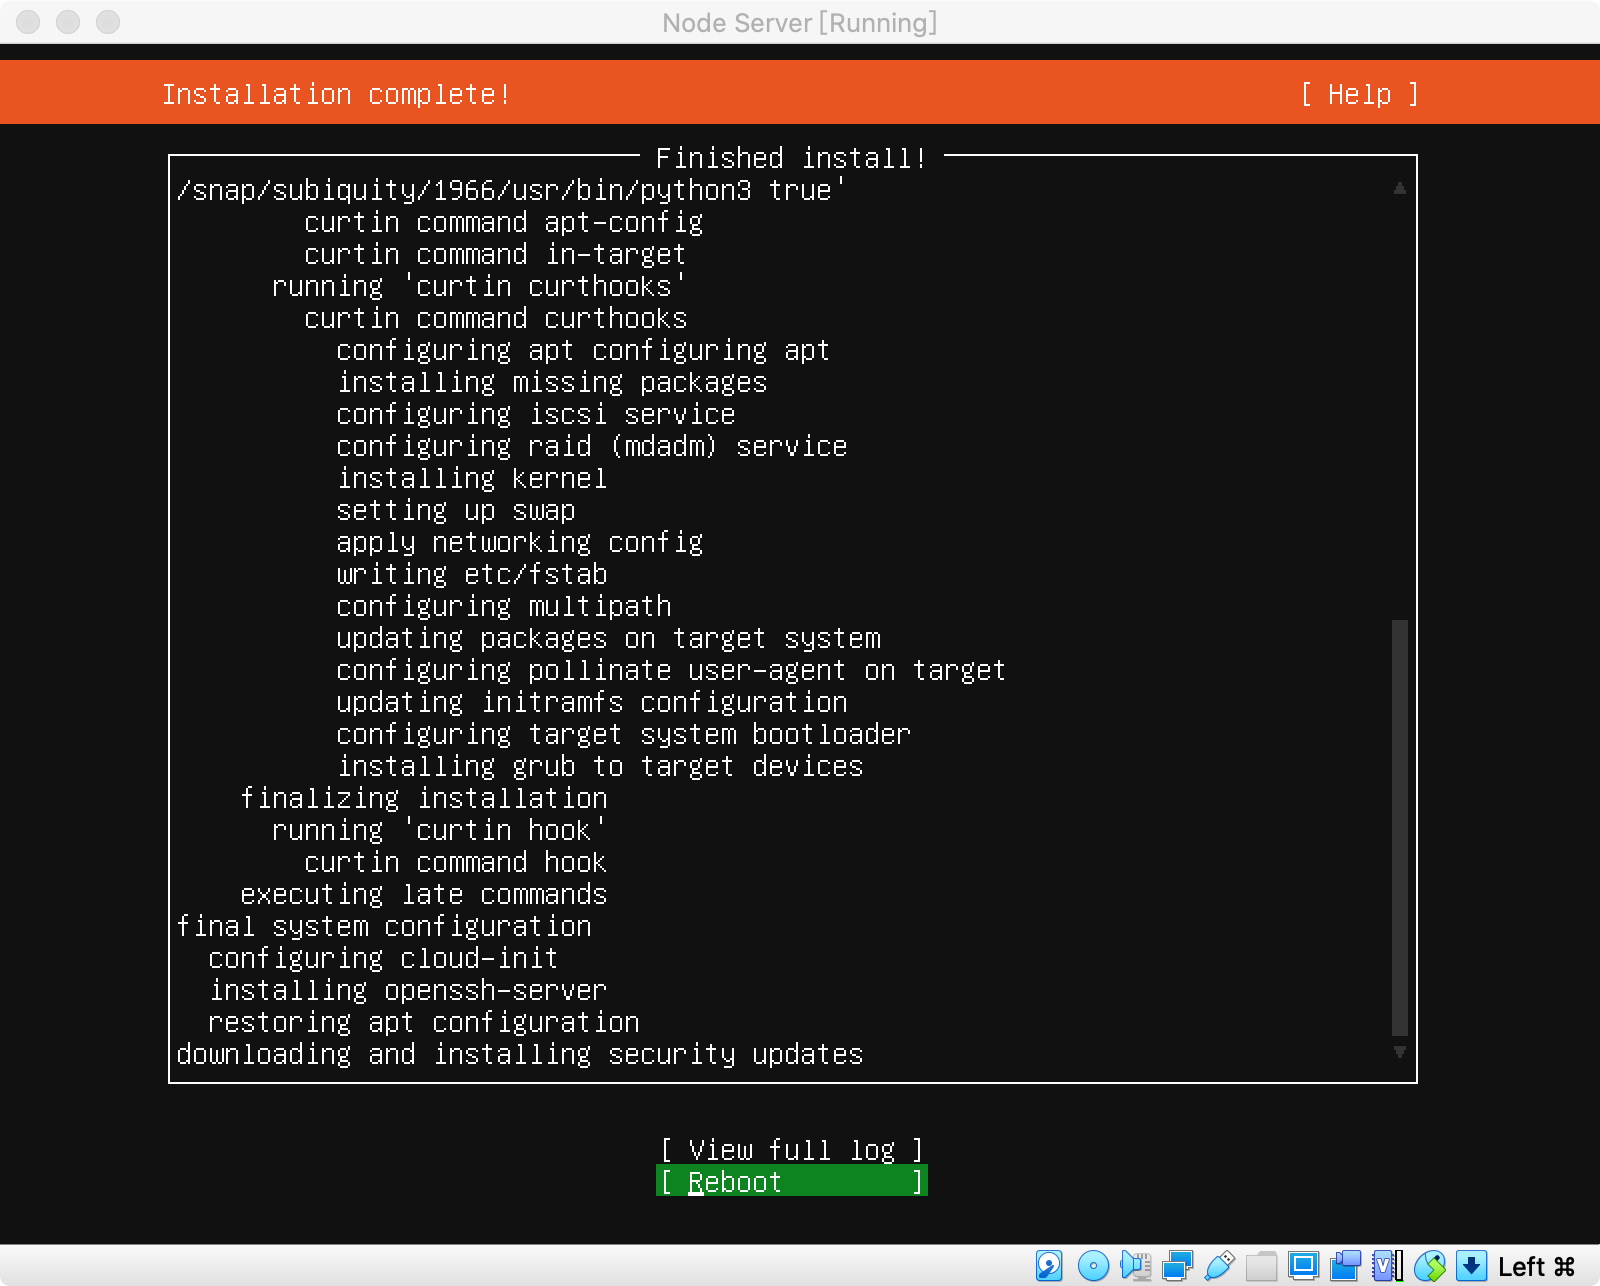 Node Server [Running]
Installation complete!
[ Help ]
Finished install!
/snap/subiquity/1966/usr/bin/python3 true'
curtin command apt-config
curtin command in-target
running 'curtin curthooks'
curtin command curthooks
configuring apt configuring apt
installing missing packages
configuring iscsi service
configuring raid (mdadm) service
installing kernel
setting up swap
apply networking config
writing etc/fstab
configuring multipath
updating packages on target system
configuring pollinate user-agent on target
updating initramfs configuration
configuring target system bootloader
installing grub to target devices
finalizing installation
running 'curtin hook'
curtin command hook
executing late commands
final system configuration
configuring cloud-init
installing openssh-server
restoring apt configuration
downloading and installing security updates
[ View full log ]
[ Reboot ]
Left ⌘